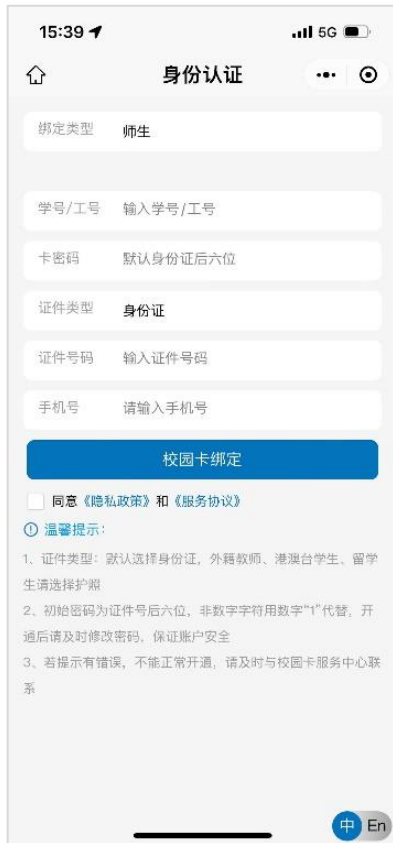 15:39 5G
身份认证
绑定类型 师生
学号/工号 输入学号/工号
卡密码 默认身份证后六位
证件类型 身份证
证件号码 输入证件号码
手机号 请输入手机号
校园卡绑定
同意《隐私政策》和《服务协议》
温馨提示:
1、证件类型：默认选择身份证，外籍教师、港澳台学生、留学
生请选择护照
2、初始密码为证件号后六位，非数字字符用数字"1"代替，开
通后请及时修改密码，保证账户安全
3、若提示有错误，不能正常开通，请及时与校园卡服务中心联
系
中 En